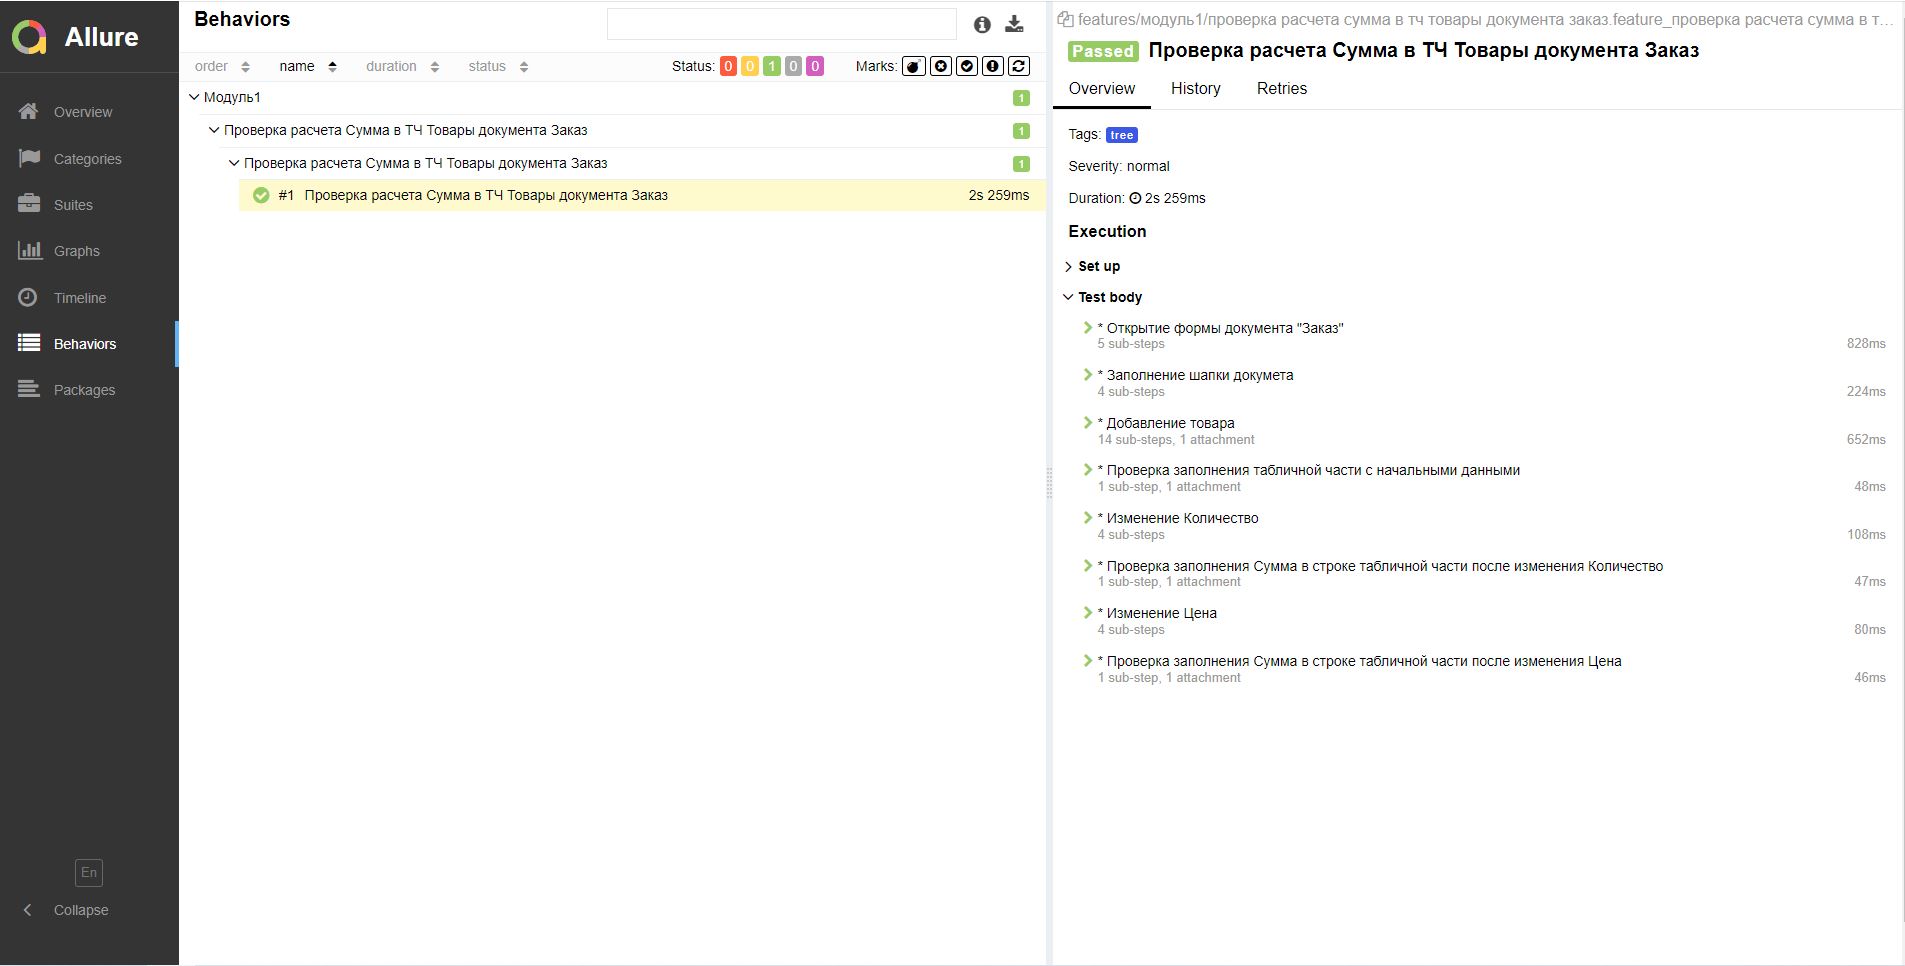 Allure
Overview
Categories
Suites
Graphs
Timeline
Behaviors
Packages
En
Collapse
Behaviors
order name duration status Status: 0 0 1 0 0 Marks:
Модуль1 1
Проверка расчета Сумма в ТЧ Товары документа Заказ 1
Проверка расчета Сумма в ТЧ Товары документа Заказ 1
#1 Проверка расчета Сумма в ТЧ Товары документа Заказ 2s 259ms
features/модуль1/проверка расчета сумма в тч товары документа заказ.feature_проверка расчета сумма в т...
Passed Проверка расчета Сумма в ТЧ Товары документа Заказ
Overview History Retries
Tags: tree
Severity: normal
Duration: 2s 259ms
Execution
Set up
Test body
* Открытие формы документа "Заказ"
5 sub-steps 828ms
* Заполнение шапки докумета
4 sub-steps 224ms
* Добавление товара
14 sub-steps, 1 attachment 652ms
* Проверка заполнения табличной части с начальными данными
1 sub-step, 1 attachment 48ms
* Изменение Количество
4 sub-steps 108ms
* Проверка заполнения Сумма в строке табличной части после изменения Количество
1 sub-step, 1 attachment 47ms
* Изменение Цена
4 sub-steps 80ms
* Проверка заполнения Сумма в строке табличной части после изменения Цена
1 sub-step, 1 attachment 46ms